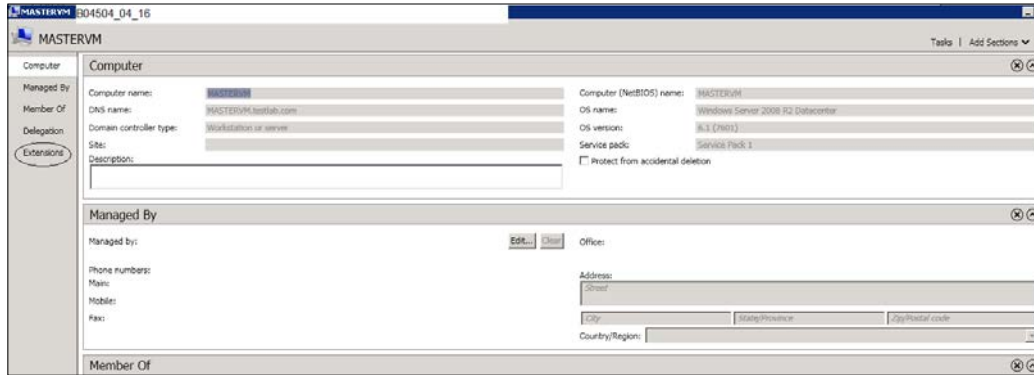 MASTERVM B04504_04_16
MASTERVM
Tasks | Add Sections
Computer
Managed By
Member Of
Delegation
Extensions
Computer
Computer name: MASTERVM
DNS name: MASTERVM.testlab.com
Domain controller type: Workstation or server
Site:
Description:
Computer (NetBIOS) name: MASTERVM
OS name: Windows Server 2008 R2 Datacenter
OS version: 6.1 (7601)
Service pack: Service Pack 1
Protect from accidental deletion
Managed By
Managed by: Edit... Clear
Phone numbers:
Main:
Mobile:
Fax:
Office:
Address:
Street
City State/Province Zip/Postal code
Country/Region:
Member Of